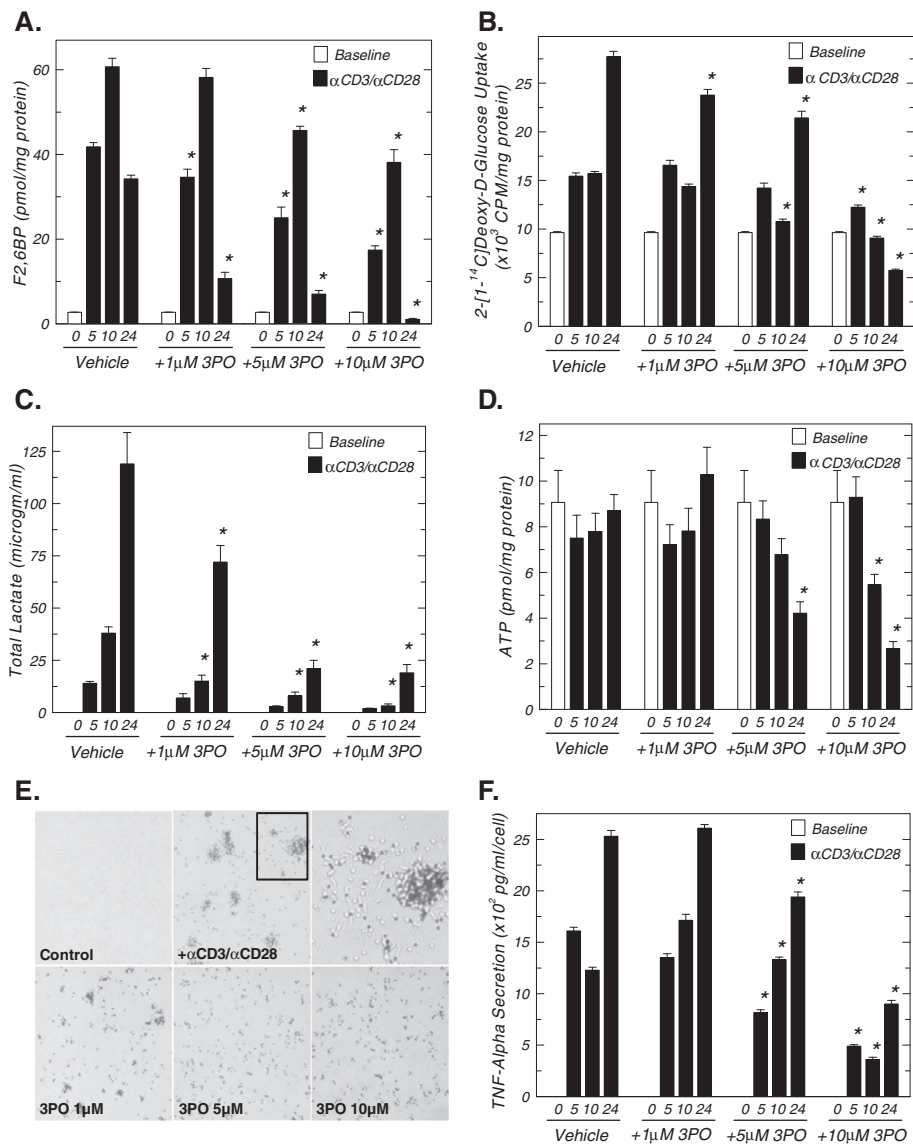 A.
Baseline
αCD3/αCD28
F2,6BP (pmol/mg protein)
60
40
20
0
0 5 10 24 0 5 10 24 0 5 10 24 0 5 10 24
* * * * * * * *
Vehicle +1µM 3PO +5µM 3PO +10µM 3PO
B.
Baseline
αCD3/αCD28
2-[1-¹⁴C]Deoxy-D-Glucose Uptake
(x10³ CPM/mg protein)
25
20
15
10
5
0
0 5 10 24 0 5 10 24 0 5 10 24 0 5 10 24
* * * * * *
Vehicle +1µM 3PO +5µM 3PO +10µM 3PO
C.
Baseline
αCD3/αCD28
Total Lactate (microgm/ml)
125
100
75
50
25
00
0 5 10 24 0 5 10 24 0 5 10 24 0 5 10 24
* * * * * *
Vehicle +1µM 3PO +5µM 3PO +10µM 3PO
D.
Baseline
αCD3/αCD28
ATP (pmol/mg protein)
12
10
8
6
4
2
0
0 5 10 24 0 5 10 24 0 5 10 24 0 5 10 24
* * *
Vehicle +1µM 3PO +5µM 3PO +10µM 3PO
E.
Control
+αCD3/αCD28
3PO 1µM
3PO 5µM
3PO 10µM
F.
Baseline
αCD3/αCD28
TNF-Alpha Secretion (x10² pg/ml/cell)
25
20
15
10
5
0
0 5 10 24 0 5 10 24 0 5 10 24 0 5 10 24
* * * * * *
Vehicle +1µM 3PO +5µM 3PO +10µM 3PO